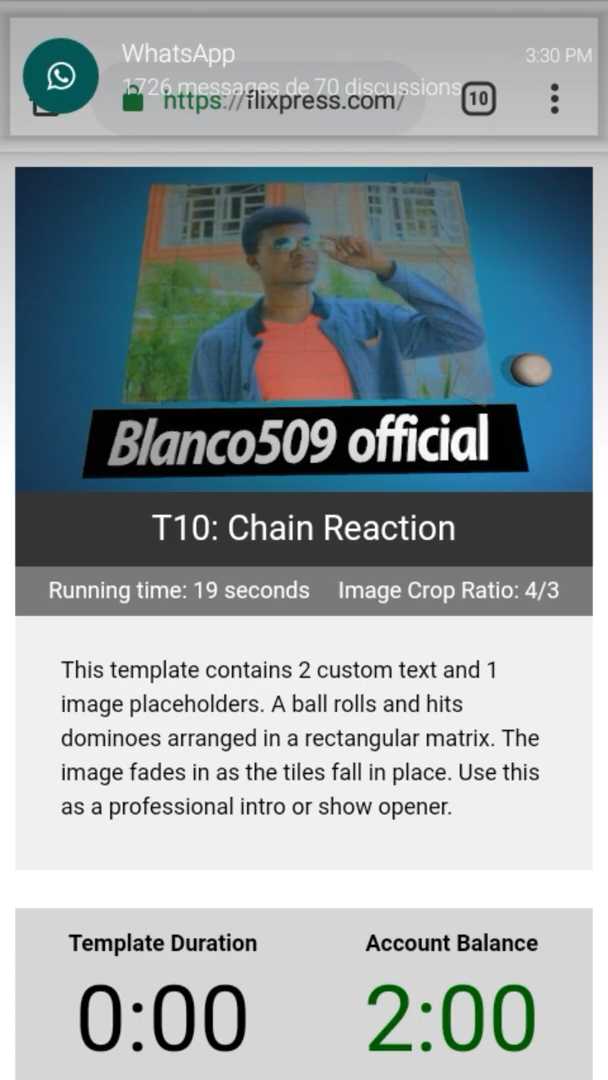 WhatsApp
3:30 PM
1726 messages de 70 discussions
https://flixpress.com/
10
Blanco509 official
T10: Chain Reaction
Running time: 19 seconds Image Crop Ratio: 4/3
This template contains 2 custom text and 1
image placeholders. A ball rolls and hits
dominoes arranged in a rectangular matrix. The
image fades in as the tiles fall in place. Use this
as a professional intro or show opener.
Template Duration Account Balance
0:00 2:00